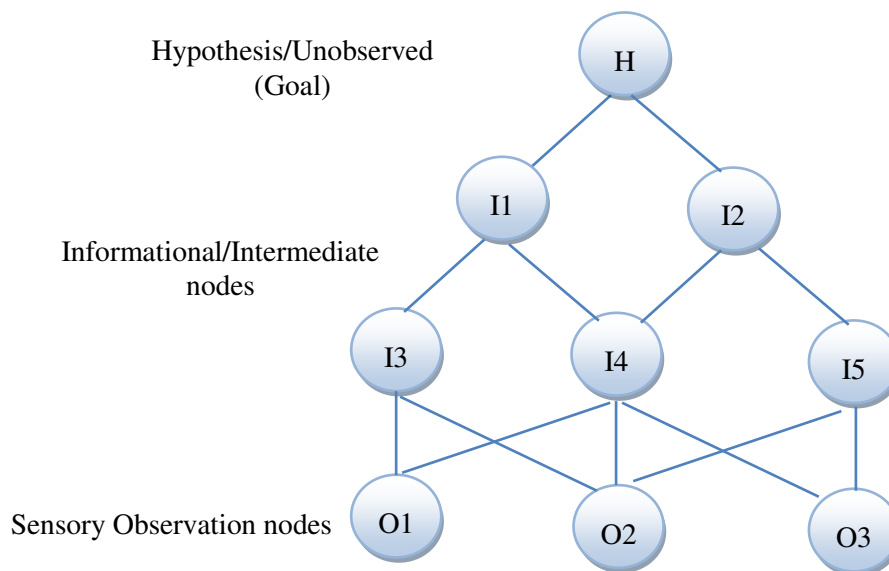 Hypothesis/Unobserved
(Goal)
H
I1
I2
Informational/Intermediate
nodes
I3
I4
I5
Sensory Observation nodes
O1
O2
O3